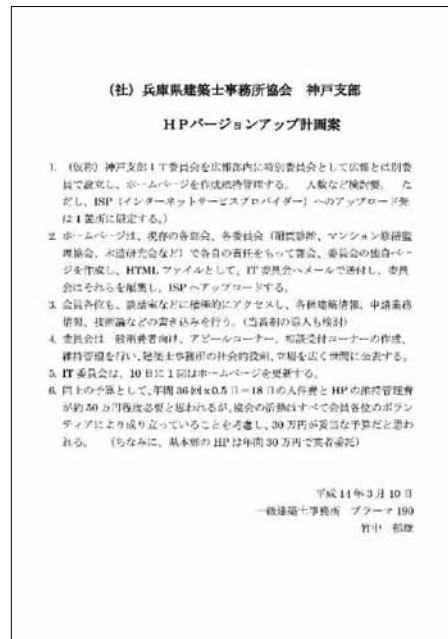 (社)兵庫県建築士事務所協会 神戸支部
HPバージョンアップ計画案
1. (仮称)神戸支部IT委員会を広報部内に特別委員会として広報とは別委
員で設立し、ホームページを作成維持管理する。 人数など検討要。 た
だし、ISP(インターネットサービスプロバイダー)へのアップロード先
は1箇所に限定する。)
2. ホームページは、現存の各部会、各委員会(耐震診断、マンション修繕監
理協会、木造研究会など)で各自の責任をもって部会、委員会の独自ペー
ジを作成し、HTMLファイルとして、IT委員会へメールで送付し、委員
会はそれらを編集し、ISPへアップロードする。
3. 会員各位も、談話室などに積極的にアクセスし、各種建築情報、申請業務
情報、技術論などの書き込みを行う。(当番制の導入も検討)
4. 委員会は一般消費者向け、アピールコーナー、相談受付コーナーの作成、
維持管理を行い、建築士事務所の社会的役割、立場を広く世間に公表する。
5. IT委員会は、10日に1回はホームページを更新する。
6. 同上の予算として、年間36回x0.5日=18日の人件費とHPの維持管理費
が約50万円程度必要と思われるが、協会の活動はすべて会員各位のボラン
ティアにより成り立っていることを考慮し、30万円が妥当な予算だと思わ
れる。 (ちなみに、県本部のHPは年間30万円で業者委託)
平成14年3月10日
一級建築士事務所 プラーマ190
竹中